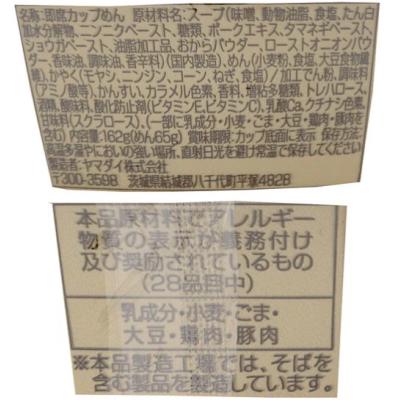 名称:即席カップめん 原材料名:スープ(味噌、動物油脂、食塩、たん白
加水分解物、ニンニクペースト、糖類、ポークエキス、タマネギペースト、
ショウガペースト、油脂加工品、おからパウダー、ローストオニオンパウ
ダー、香味油、調味油、香辛料)(国内製造)、めん(小麦粉、食塩、大豆食物繊
維)、かやく(モヤシ、ニンジン、コーン、ねぎ、食塩)/加工でん粉、調味料
(アミノ酸等)、かんすい、カラメル色素、香料、増粘多糖類、トレハロース、
酒精、酸味料、酸化防止剤(ビタミンE、ビタミンC)、乳酸Ca、クチナシ色素、
甘味料(スクラロース)、(一部に乳成分・小麦・ごま・大豆・鶏肉・豚肉を
含む) 内容量:162g(めん65g) 賞味期限:カップ底面に表示 保存方法:
高温多湿やにおいの強い場所、直射日光を避け常温で保存してください
製造者:ヤマダイ株式会社
〒300-3598 茨城県結城郡八千代町平塚4828
本品原材料でアレルギー
物質の表示が義務付け
及び奨励されているもの
(28品目中)
乳成分・小麦・ごま・
大豆・鶏肉・豚肉
※本品製造工場では、そばを
含む製品を製造しています。